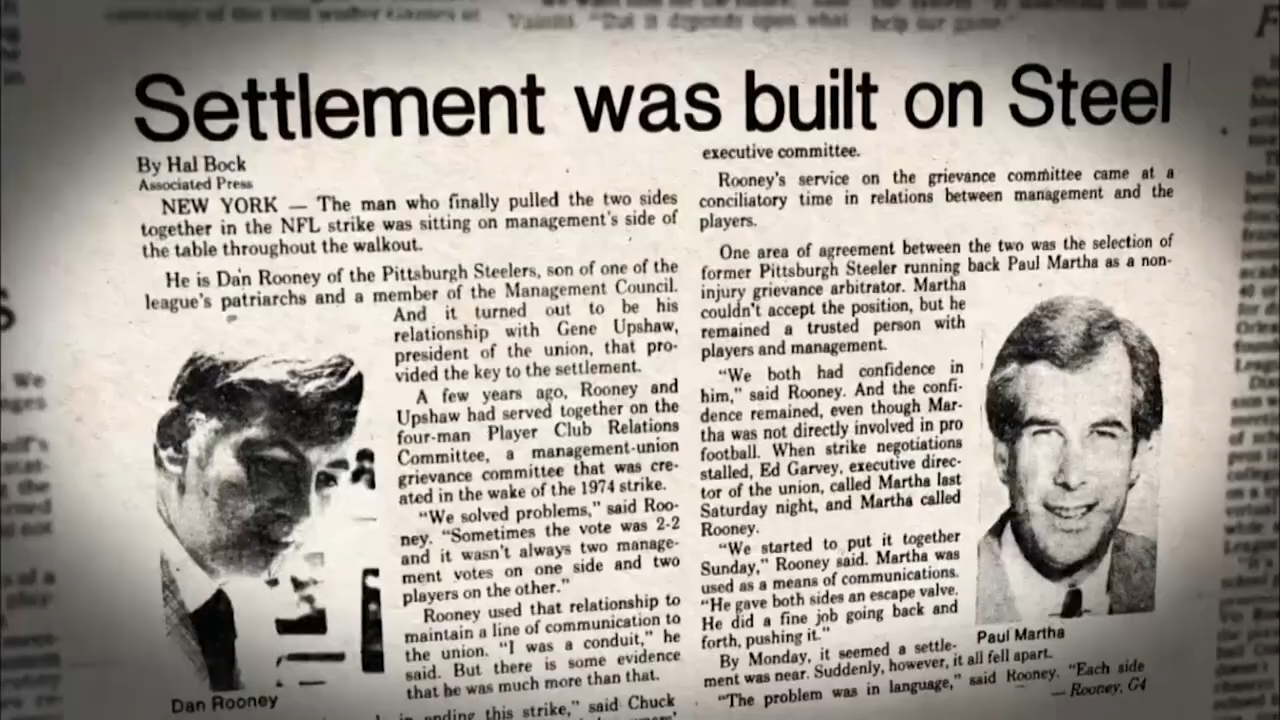 Settlement was built on Steel
By Hal Bock
Associated Press
NEW YORK — The man who finally pulled the two sides
together in the NFL strike was sitting on management's side of
the table throughout the walkout.
He is Dan Rooney of the Pittsburgh Steelers, son of one of the
league's patriarchs and a member of the Management Council.
And it turned out to be his
relationship with Gene Upshaw,
president of the union, that pro-
vided the key to the settlement.
A few years ago, Rooney and
Upshaw had served together on the
four-man Player Club Relations
Committee, a management-union
grievance committee that was cre-
ated in the wake of the 1974 strike.
"We solved problems," said Roo-
ney. "Sometimes the vote was 2-2
and it wasn't always two manage-
ment votes on one side and two
players on the other."
Rooney used that relationship to
maintain a line of communication to
the union. "I was a conduit," he
said. But there is some evidence
that he was much more than that.
in ending this strike," said Chuck
Dan Rooney
executive committee.
Rooney's service on the grievance committee came at a
conciliatory time in relations between management and the
players.
One area of agreement between the two was the selection of
former Pittsburgh Steeler running back Paul Martha as a non-
injury grievance arbitrator. Martha
couldn't accept the position, but he
remained a trusted person with
players and management.
"We both had confidence in
him," said Rooney. And the confi-
dence remained, even though Mar-
tha was not directly involved in pro
football. When strike negotiations
stalled, Ed Garvey, executive direc-
tor of the union, called Martha last
Saturday night, and Martha called
Rooney.
"We started to put it together
Sunday," Rooney said. Martha was
used as a means of communications.
"He gave both sides an escape valve.
He did a fine job going back and
forth, pushing it."
By Monday, it seemed a settle-
ment was near. Suddenly, however, it all fell apart.
"The problem was in language," said Rooney. "Each side
— Rooney, G4
Paul Martha